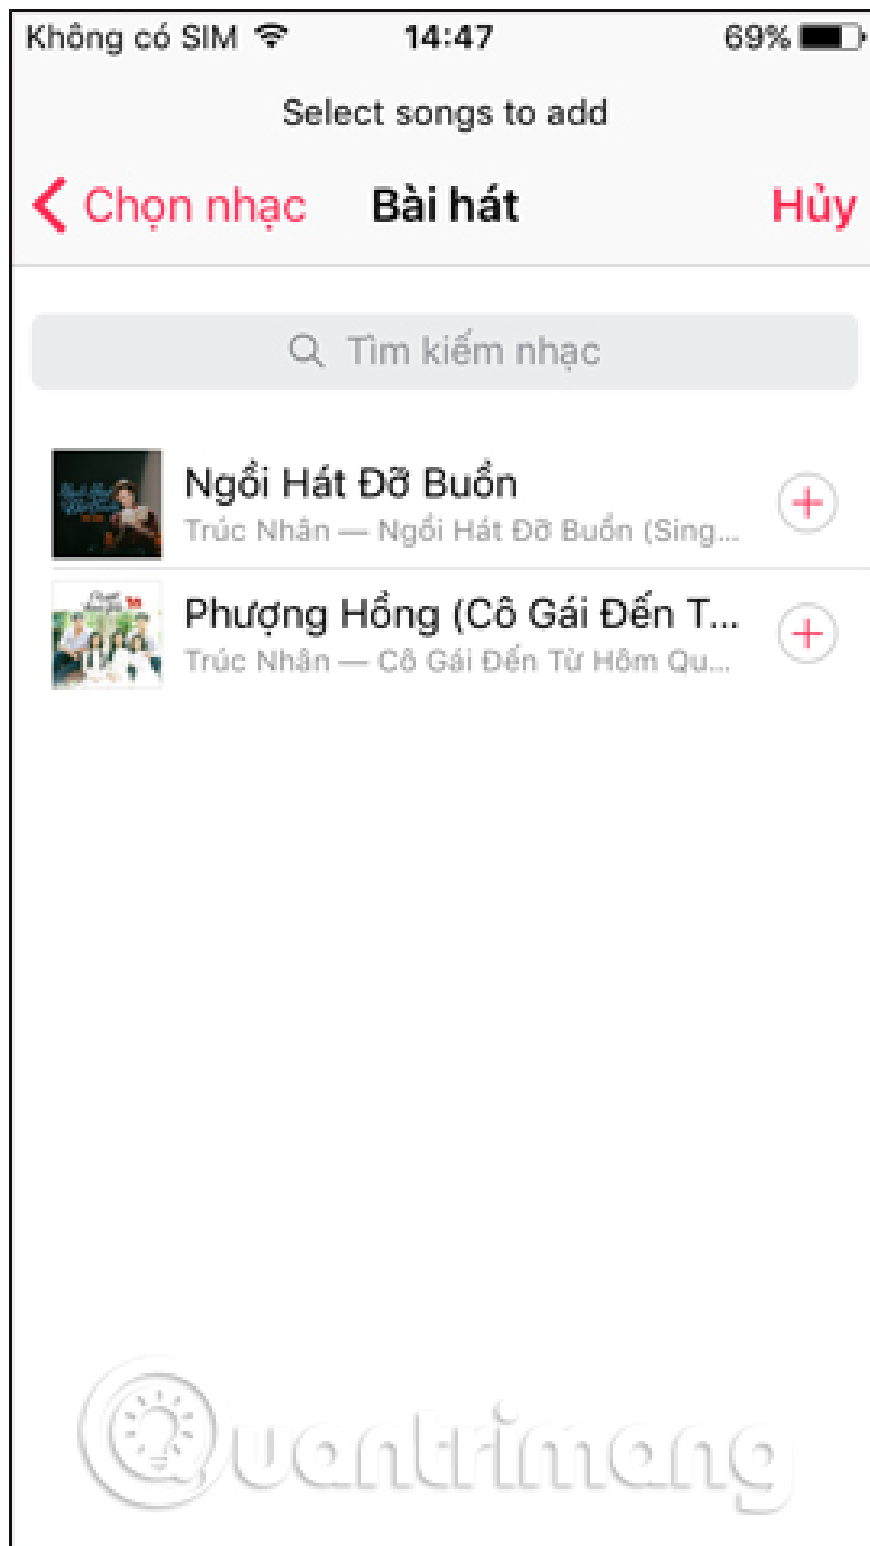 Không có SIM 14:47 69%
Select songs to add
Chọn nhạc Bài hát Hủy
Tìm kiếm nhạc
Ngồi Hát Đỡ Buồn
Trúc Nhân — Ngồi Hát Đỡ Buồn (Sing...
Phượng Hồng (Cô Gái Đến T...
Trúc Nhân — Cô Gái Đến Từ Hôm Qu...
Quantrimang